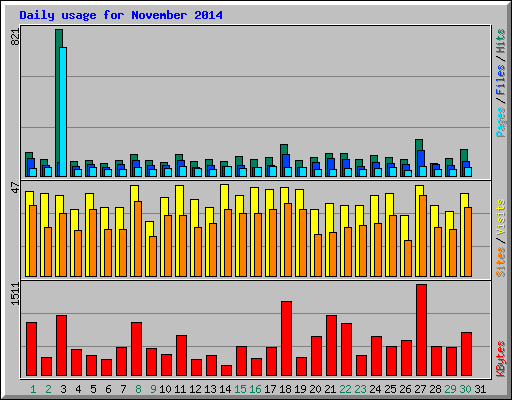 Daily usage for November 2014
821
Pages / Files / Hits
47
Sites / Visits
1511
KBytes
1 2 3 4 5 6 7 8 9 10 11 12 13 14 15 16 17 18 19 20 21 22 23 24 25 26 27 28 29 30 31